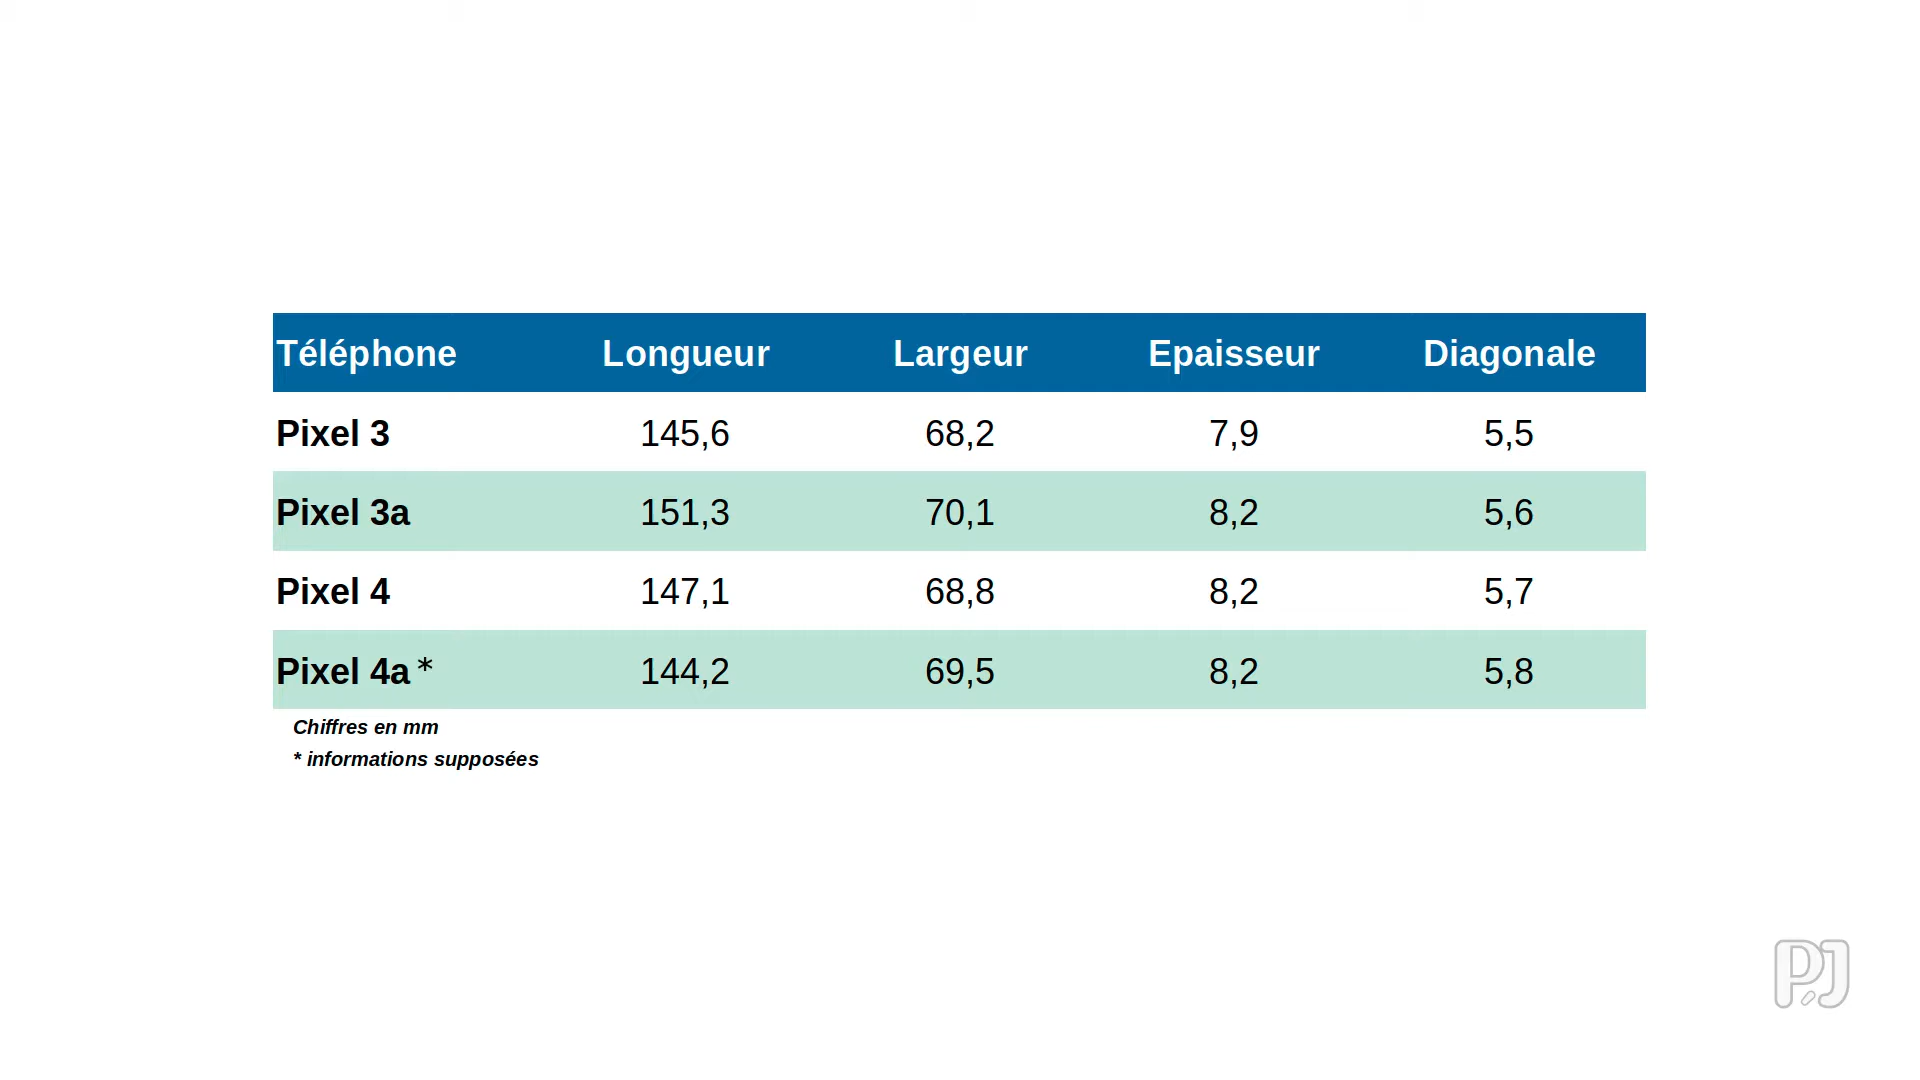 Téléphone Longueur Largeur Epaisseur Diagonale
Pixel 3 145,6 68,2 7,9 5,5
Pixel 3a 151,3 70,1 8,2 5,6
Pixel 4 147,1 68,8 8,2 5,7
Pixel 4a * 144,2 69,5 8,2 5,8
Chiffres en mm
* informations supposées
PJ